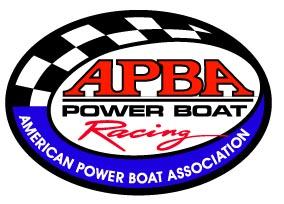 APBA
POWER BOAT
Racing
AMERICAN POWER BOAT ASSOCIATION